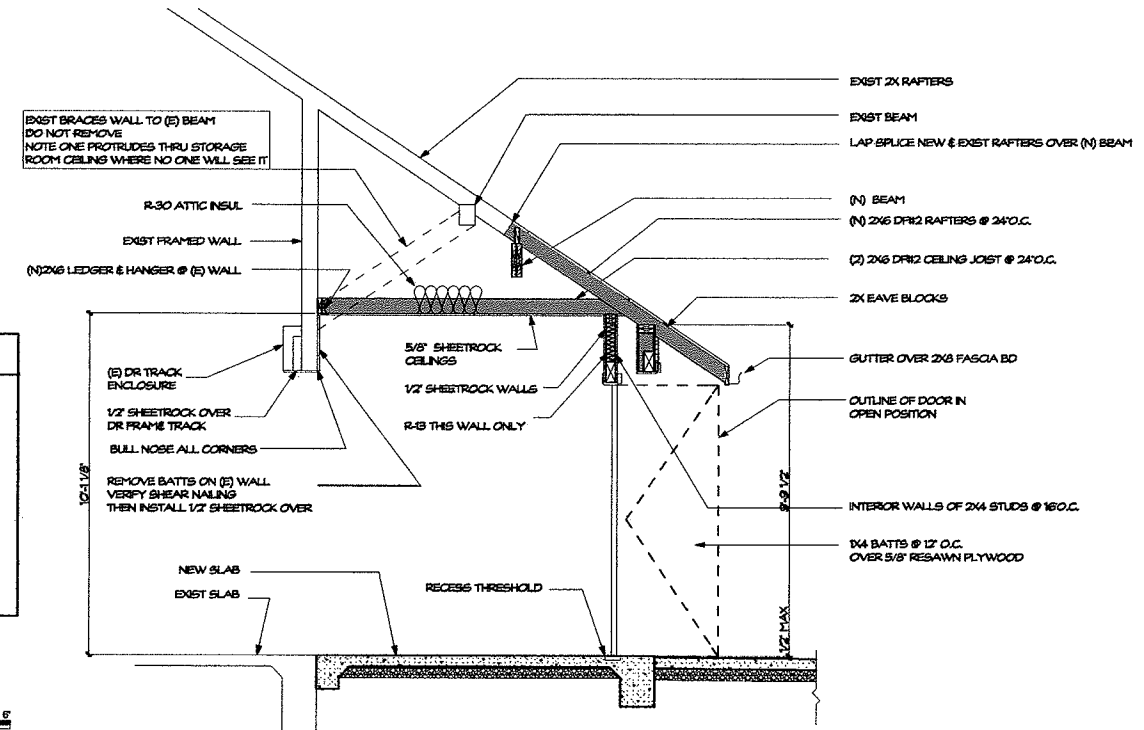 EXIST BRACES WALL TO (E) BEAM
DO NOT REMOVE
NOTE ONE PROTRUDES THRU STORAGE
ROOM CEILING WHERE NO ONE WILL SEE IT
R-30 ATTIC INSUL
EXIST FRAMED WALL
(N)2X6 LEDGER & HANGER @ (E) WALL
(E) DR TRACK
ENCLOSURE
1/2" SHEETROCK OVER
DR FRAME TRACK
BULL NOSE ALL CORNERS
REMOVE BATTS ON (E) WALL
VERIFY SHEAR NAILING
THEN INSTALL 1/2" SHEETROCK OVER
10'-1 1/8"
NEW SLAB
EXIST SLAB
5/8" SHEETROCK
CEILINGS
1/2" SHEETROCK WALLS
R-13 THIS WALL ONLY
RECESS THRESHOLD
EXIST 2X RAFTERS
EXIST BEAM
LAP SPLICE NEW & EXIST RAFTERS OVER (N) BEAM
(N) BEAM
(N) 2X6 DF#2 RAFTERS @ 24"O.C.
(2) 2X6 DF#2 CEILING JOIST @ 24"O.C.
2X EAVE BLOCKS
GUTTER OVER 2X8 FASCIA BD
OUTLINE OF DOOR IN
OPEN POSITION
9'-9 1/2"
INTERIOR WALLS OF 2X4 STUDS @ 16"O.C.
1X4 BATTS @ 12" O.C.
OVER 5/8" RESAWN PLYWOOD
1/2" MAX
6"